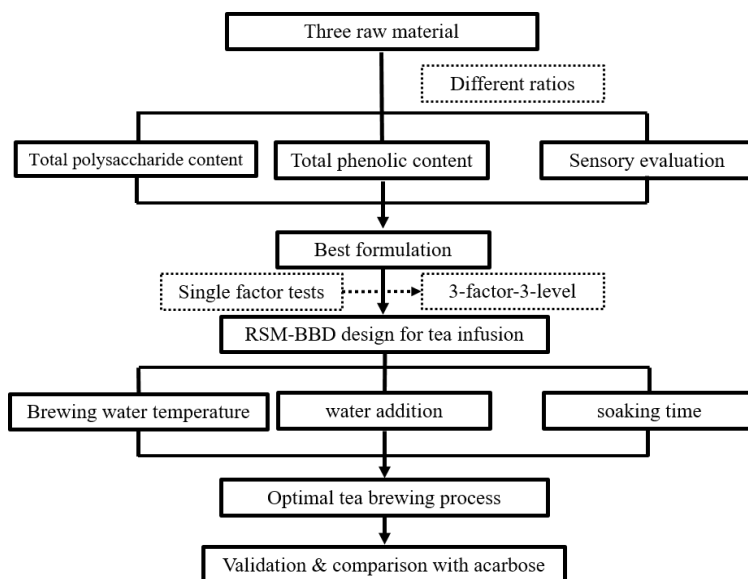 Three raw material
Different ratios
Total polysaccharide content
Total phenolic content
Sensory evaluation
Best formulation
Single factor tests
3-factor-3-level
RSM-BBD design for tea infusion
Brewing water temperature
water addition
soaking time
Optimal tea brewing process
Validation & comparison with acarbose